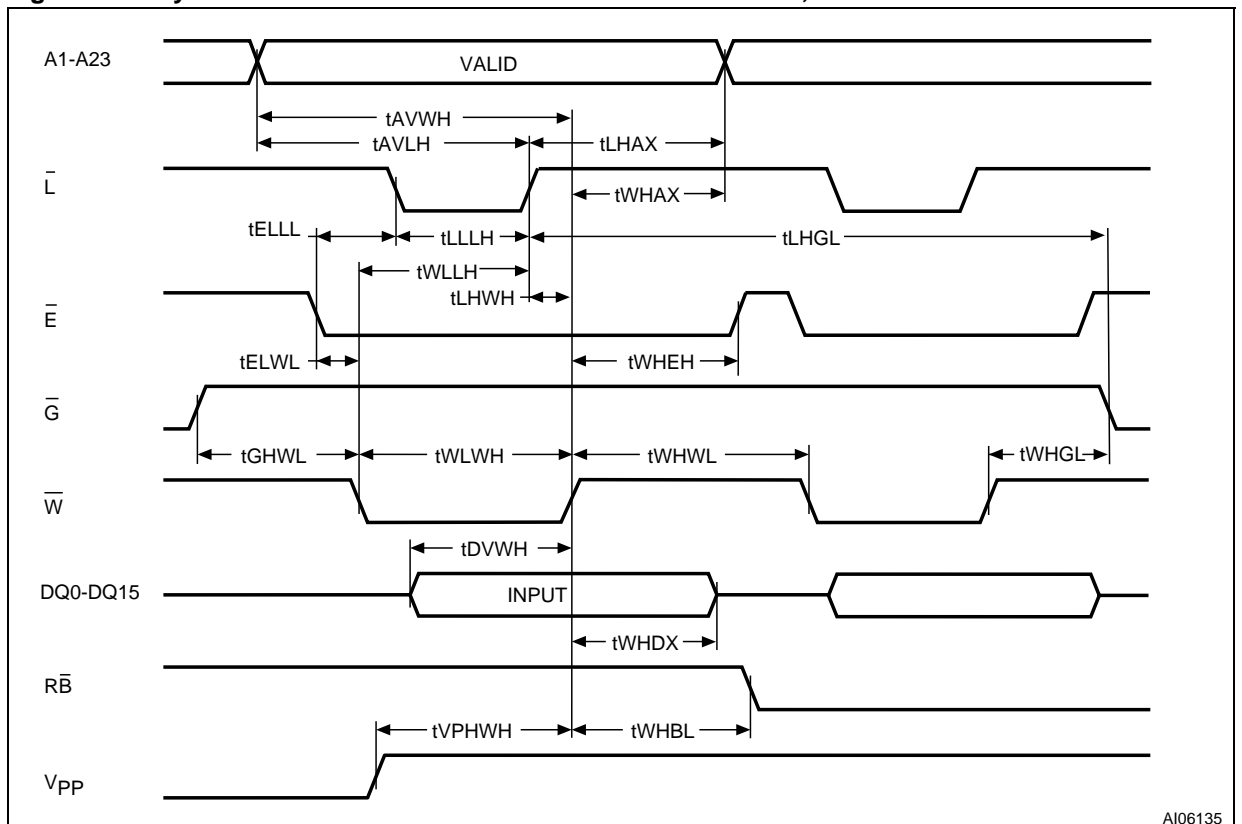 A1-A23
VALID
tAVWH
tAVLH
tLHAX
L̅
tWHAX
tELLL
tLLLH
tLHGL
tWLLH
tLHWH
E̅
tELWL
tWHEH
G̅
tGHWL
tWLWH
tWHWL
tWHGL
W̅
tDVWH
DQ0-DQ15
INPUT
tWHDX
RB̅
tVPHWH
tWHBL
VPP
AI06135